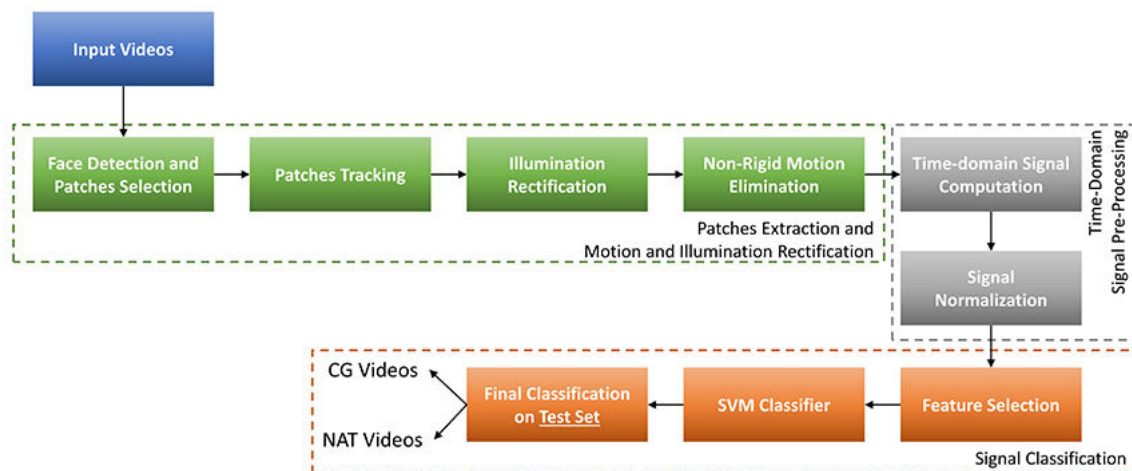 Input Videos
Face Detection and
Patches Selection
Patches Tracking
Illumination
Rectification
Non-Rigid Motion
Elimination
Patches Extraction and
Motion and Illumination Rectification
Time-domain Signal
Computation
Signal
Normalization
Time-Domain
Signal Pre-Processing
Feature Selection
SVM Classifier
Final Classification
on Test Set
CG Videos
NAT Videos
Signal Classification